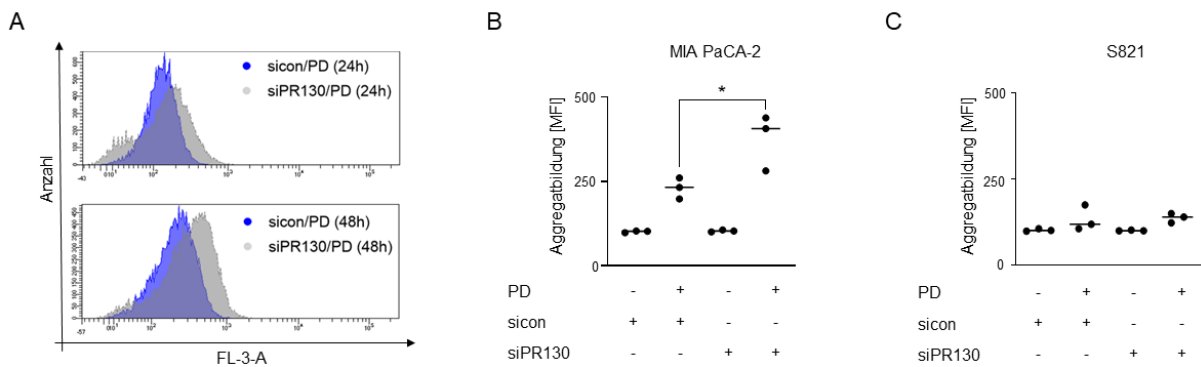 A
sicon/PD (24h)
siPR130/PD (24h)
sicon/PD (48h)
siPR130/PD (48h)
Anzahl
FL-3-A
B
MIA PaCA-2
Aggregatbildung [MFI]
500
250
0
*
PD - + - +
sicon + + - -
siPR130 - - + +
C
S821
Aggregatbildung [MFI]
500
250
0
PD - + - +
sicon + + - -
siPR130 - - + +